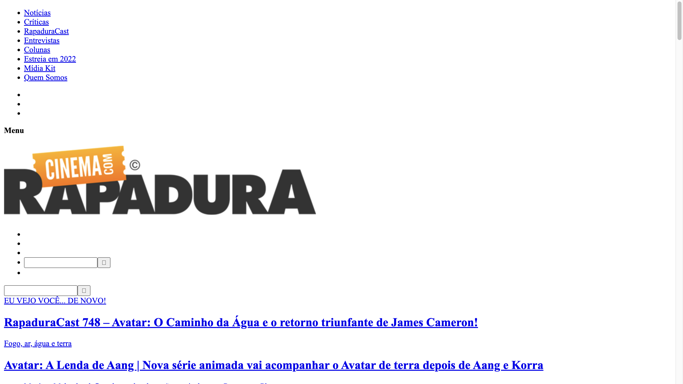 Notícias
Críticas
RapaduraCast
Entrevistas
Colunas
Estreia em 2022
Mídia Kit
Quem Somos
Menu
CINEMA COM ©
RAPADURA
EU VEJO VOCÊ... DE NOVO!
RapaduraCast 748 – Avatar: O Caminho da Água e o retorno triunfante de James Cameron!
Fogo, ar, água e terra
Avatar: A Lenda de Aang | Nova série animada vai acompanhar o Avatar de terra depois de Aang e Korra